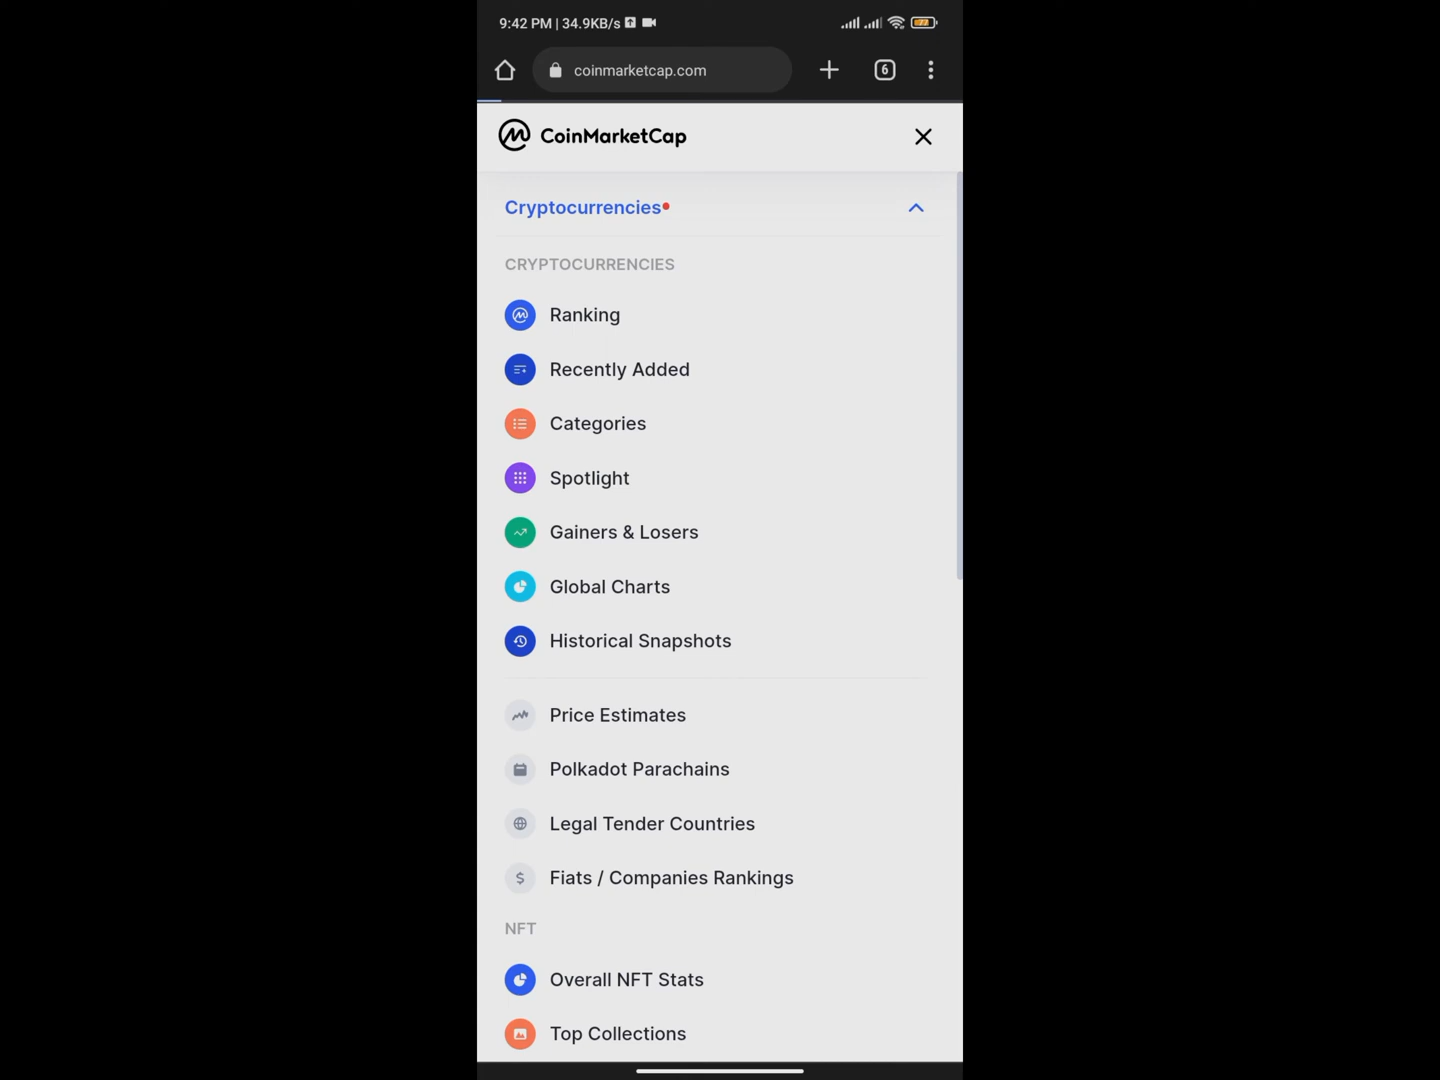 9:42 PM | 34.9KB/s
77
coinmarketcap.com
6
CoinMarketCap
Cryptocurrencies
CRYPTOCURRENCIES
Ranking
Recently Added
Categories
Spotlight
Gainers & Losers
Global Charts
Historical Snapshots
Price Estimates
Polkadot Parachains
Legal Tender Countries
$ Fiats / Companies Rankings
NFT
Overall NFT Stats
Top Collections